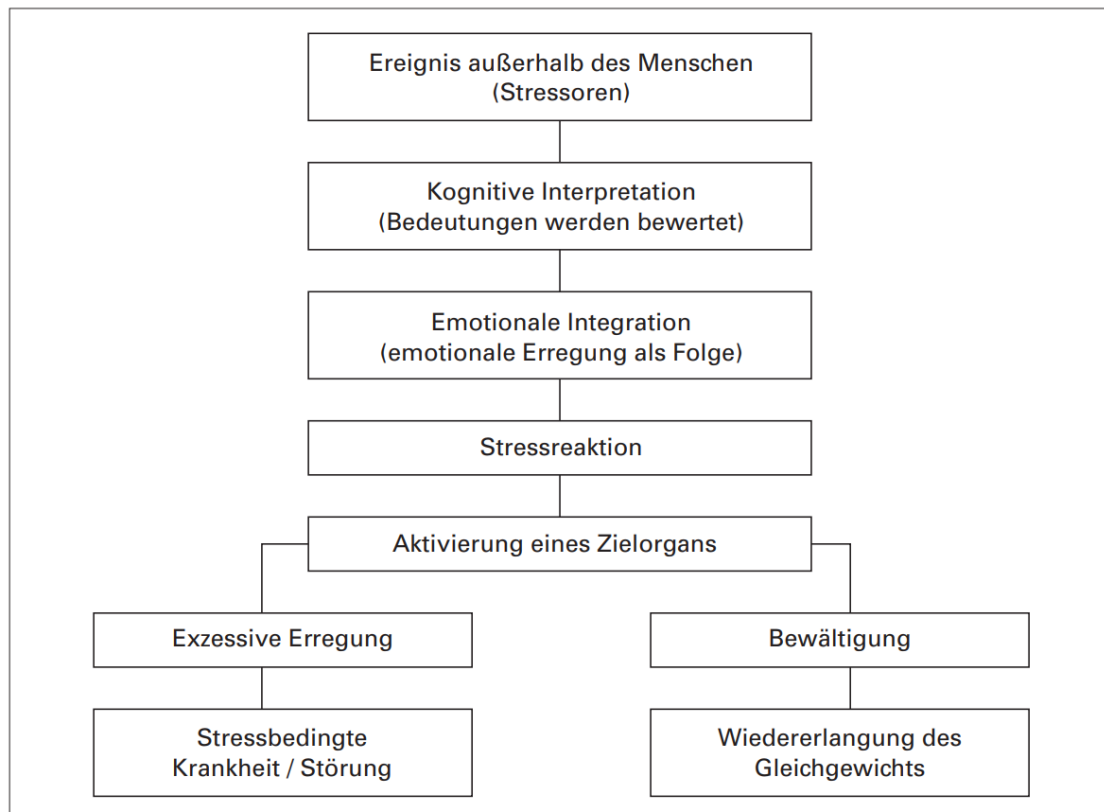 Ereignis außerhalb des Menschen
(Stressoren)
Kognitive Interpretation
(Bedeutungen werden bewertet)
Emotionale Integration
(emotionale Erregung als Folge)
Stressreaktion
Aktivierung eines Zielorgans
Exzessive Erregung
Bewältigung
Stressbedingte
Krankheit / Störung
Wiedererlangung des
Gleichgewichts